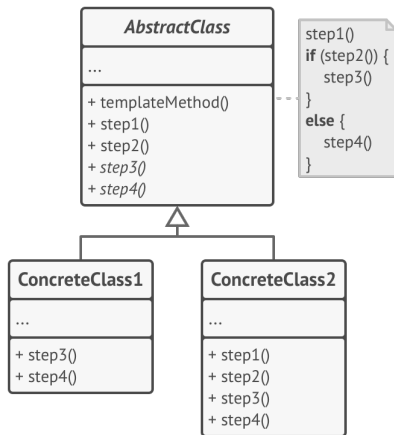 AbstractClass
...
+ templateMethod()
+ step1()
+ step2()
+ step3()
+ step4()
step1()
if (step2()) {
step3()
}
else {
step4()
}
ConcreteClass1
...
+ step3()
+ step4()
ConcreteClass2
...
+ step1()
+ step2()
+ step3()
+ step4()